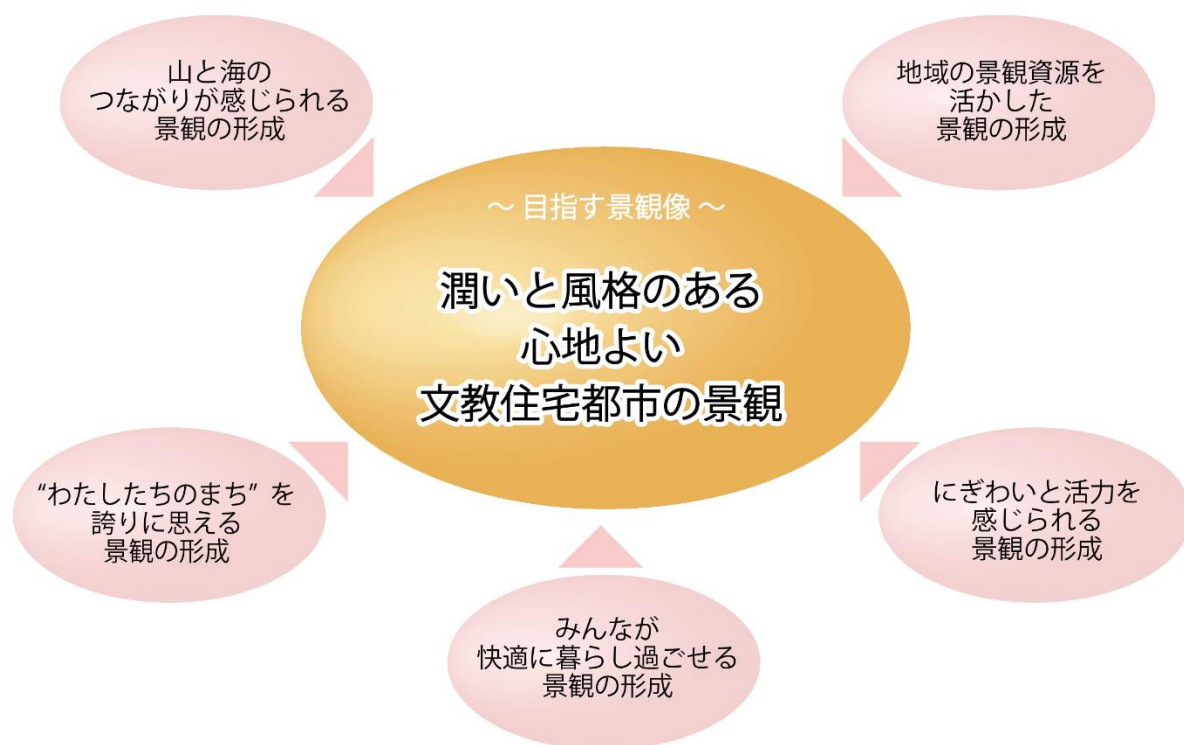 山と海の
つながりが感じられる
景観の形成
地域の景観資源を
活かした
景観の形成
～ 目指す景観像 ～
潤いと風格のある
心地よい
文教住宅都市の景観
“わたしたちのまち”を
誇りに思える
景観の形成
にぎわいと活力を
感じられる
景観の形成
みんなが
快適に暮らし過ごせる
景観の形成